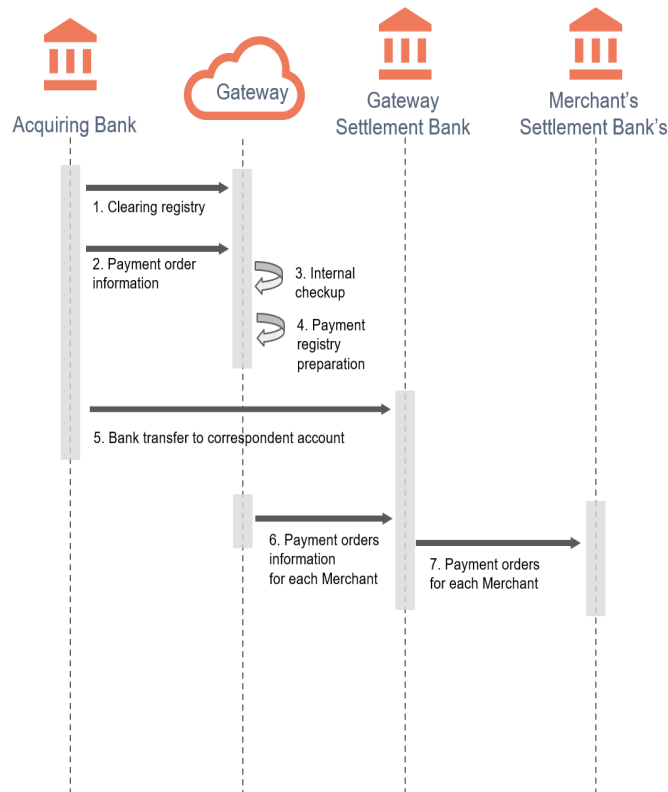 Acquiring Bank
Gateway
Gateway
Settlement Bank
Merchant's
Settlement Bank's
1. Clearing registry
2. Payment order
information
3. Internal
checkup
4. Payment
registry
preparation
5. Bank transfer to correspondent account
6. Payment orders
information
for each Merchant
7. Payment orders
for each Merchant